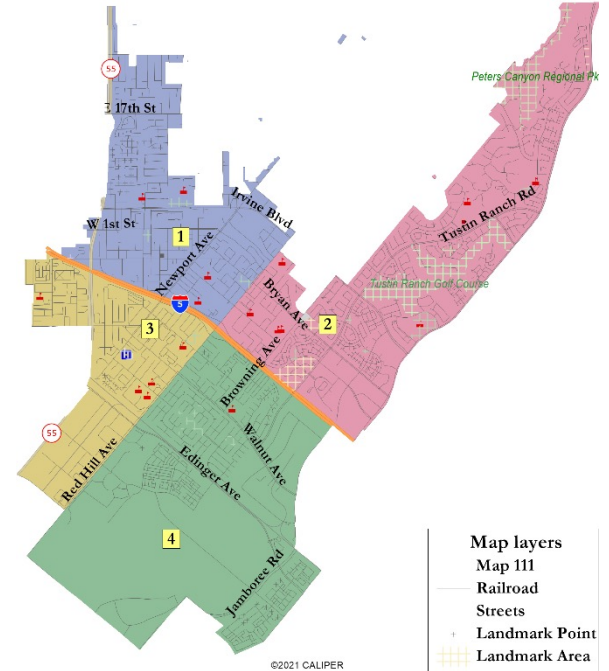 55
Peters Canyon Regional Pk
E 17th St
Irvine Blvd
Tustin Ranch Rd
W 1st St
1
Newport Ave
Tustin Ranch Golf Course
Bryan Ave
5
3
2
H
Browning Ave
55
Red Hill Ave
Walnut Ave
Edinger Ave
4
Jamboree Rd
Map layers
Map 111
Railroad
Streets
Landmark Point
Landmark Area
©2021 CALIPER